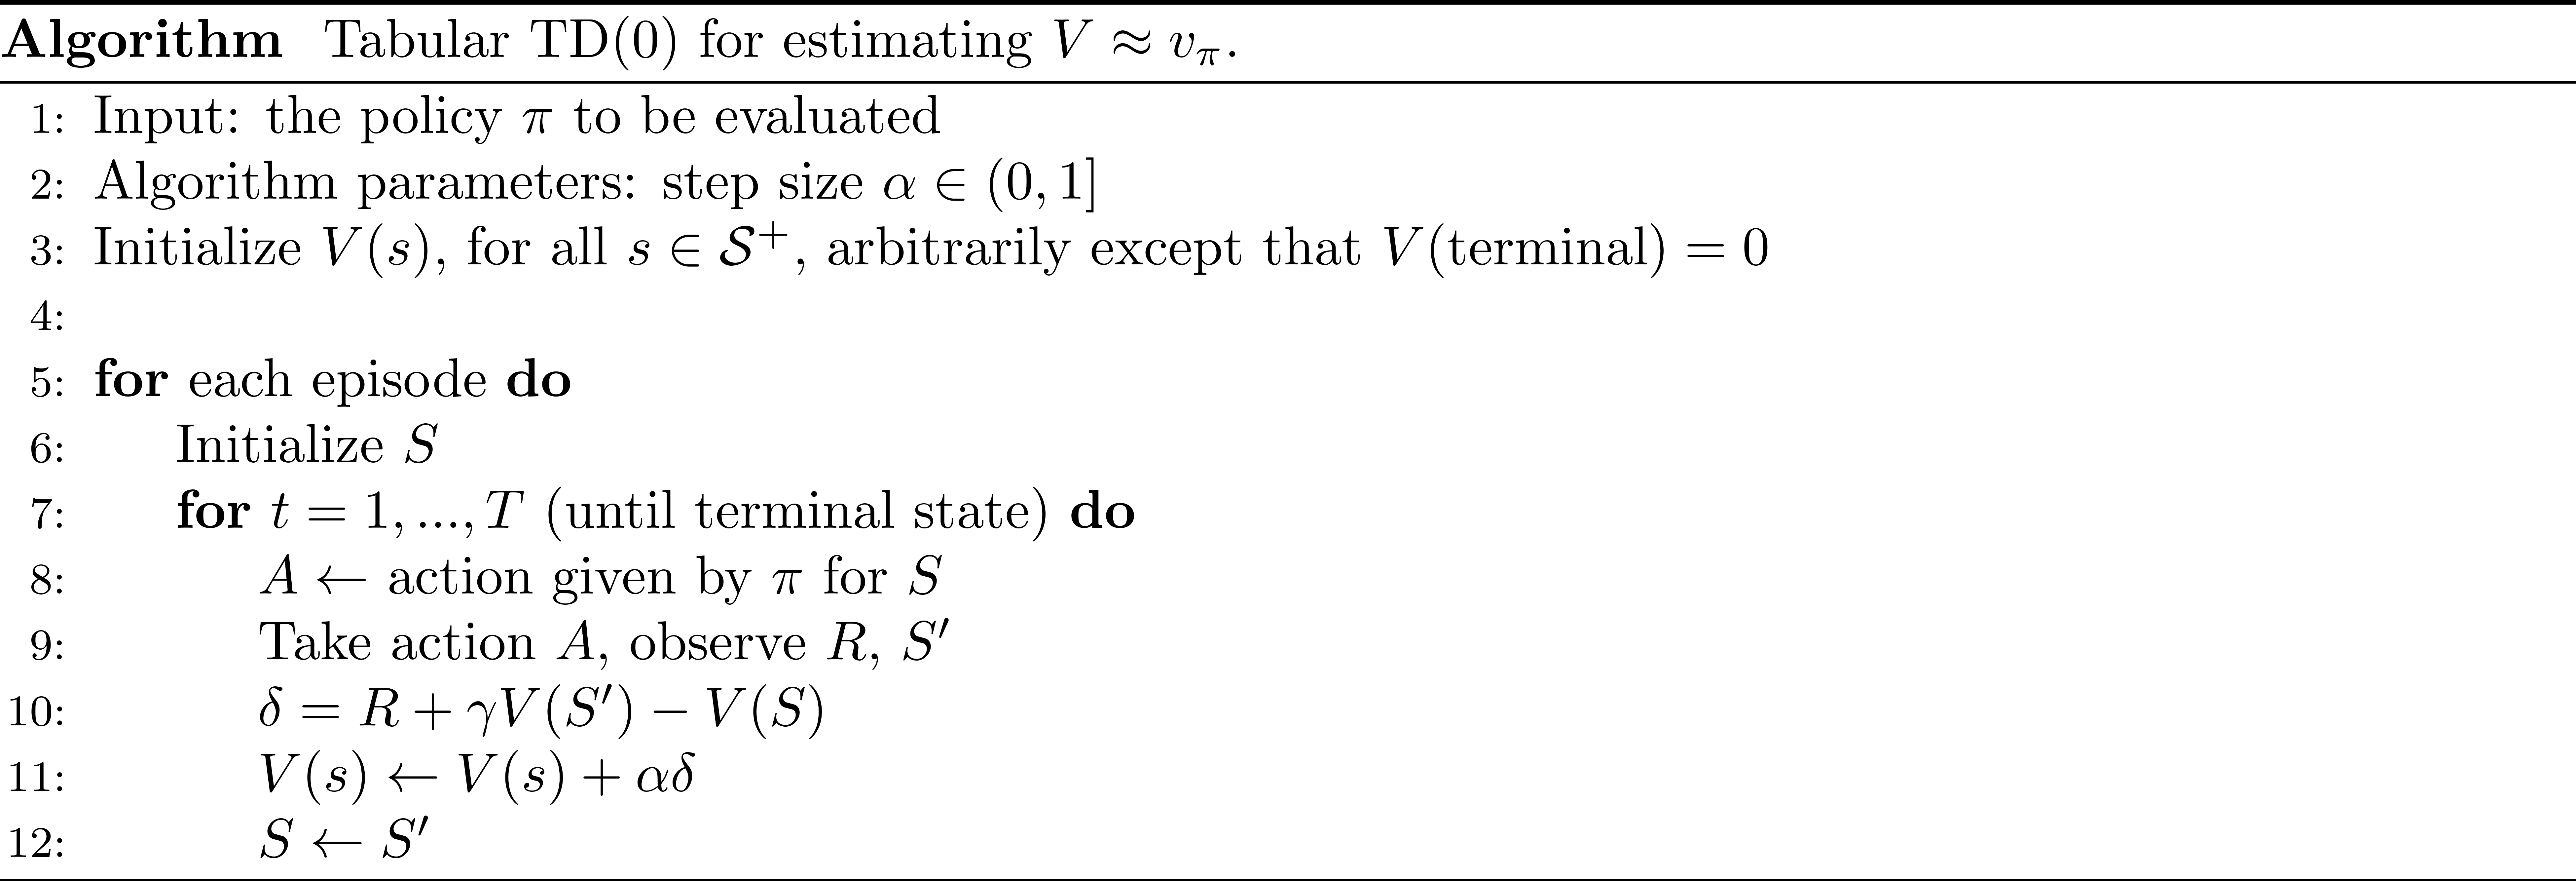 Algorithm Tabular TD(0) for estimating V ≈ vπ.
1: Input: the policy π to be evaluated
2: Algorithm parameters: step size α ∈ (0, 1]
3: Initialize V(s), for all s ∈ 𝒮⁺, arbitrarily except that V(terminal) = 0
4:
5: for each episode do
6: Initialize S
7: for t = 1, ..., T (until terminal state) do
8: A ← action given by π for S
9: Take action A, observe R, S′
10: δ = R + γV(S′) − V(S)
11: V(s) ← V(s) + αδ
12: S ← S′